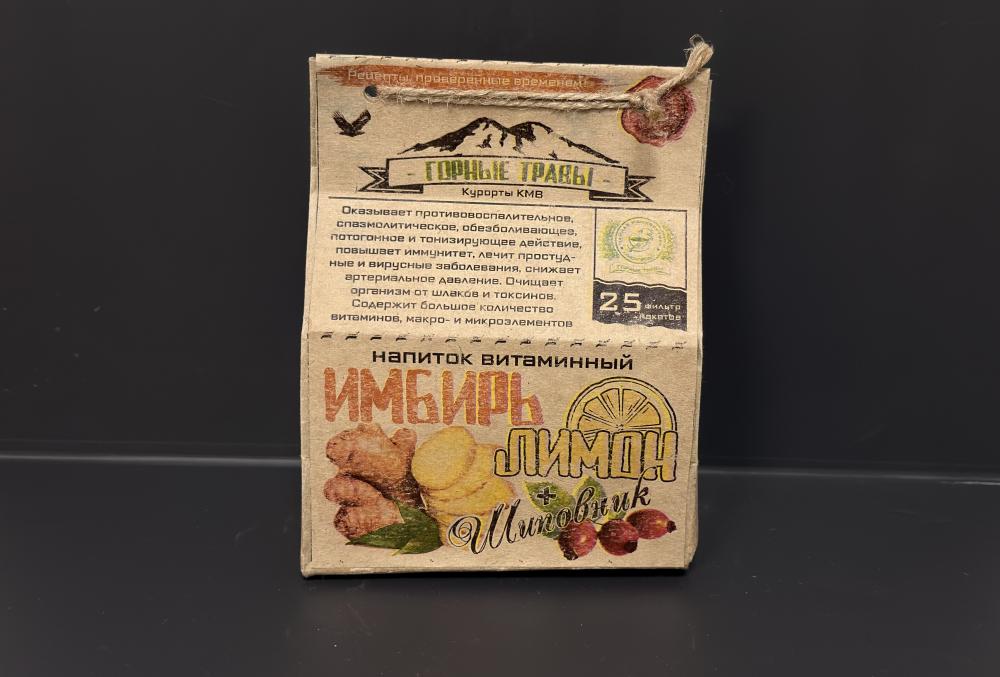 Рецепты, проверенные временем!
- ГОРНЫЕ ТРАВЫ -
Курорты КМВ
Оказывает противовоспалительное,
спазмолитическое, обезболивающее,
потогонное и тонизирующее действие,
повышает иммунитет, лечит простуд-
ные и вирусные заболевания, снижает
артериальное давление. Очищает
организм от шлаков и токсинов.
Содержит большое количество
витаминов, макро- и микроэлементов
25 фильтр
пакетов
напиток витаминный
ИМБИРЬ
ЛИМОН
+
Шиповник